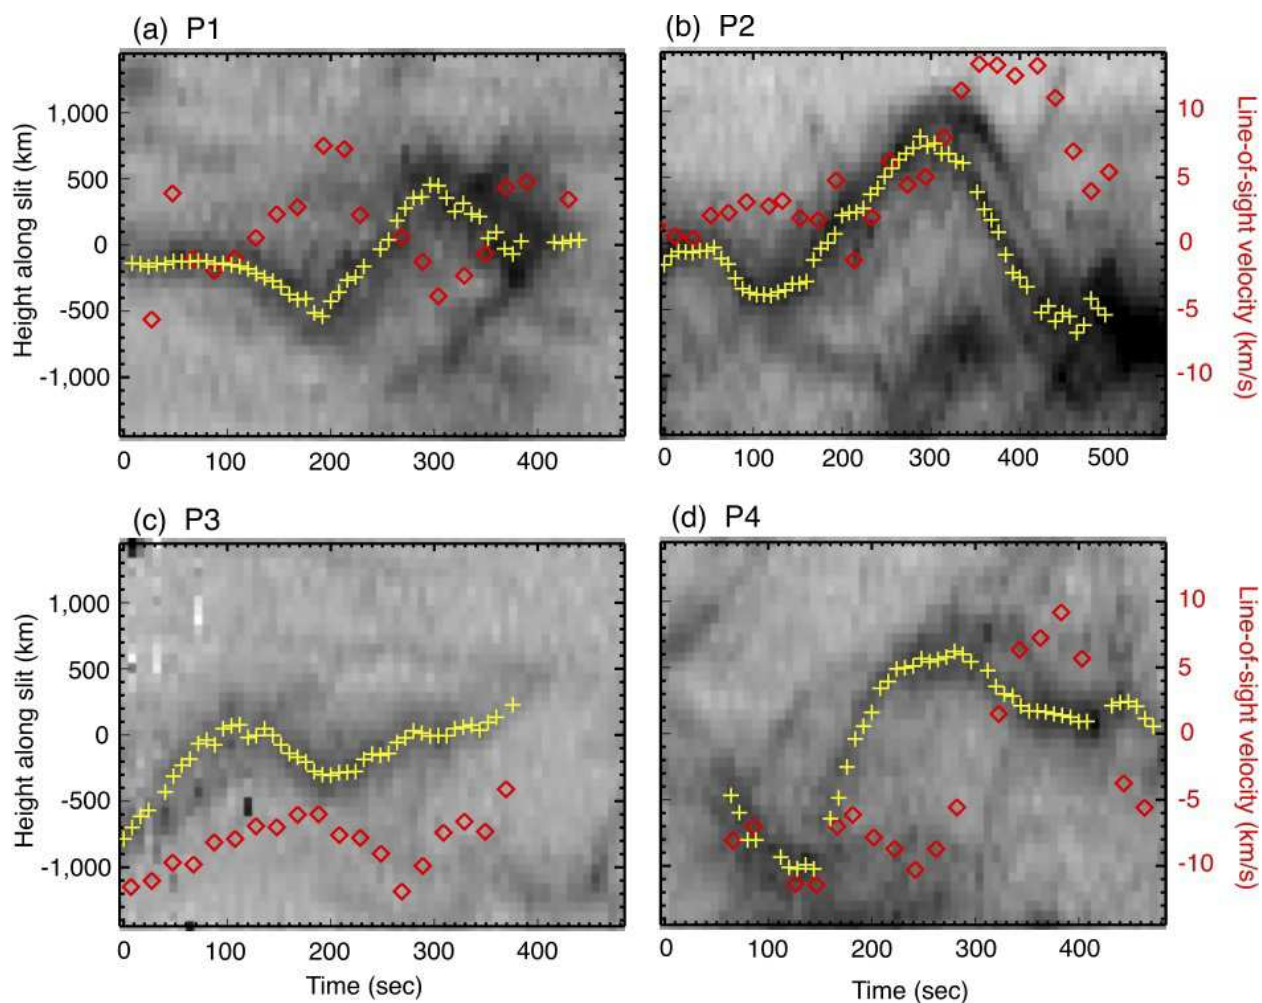 (a) P1
(b) P2
1,000
500
0
-500
-1,000
Height along slit (km)
10
5
0
-5
-10
Line-of-sight velocity (km/s)
0 100 200 300 400
0 100 200 300 400 500
(c) P3
(d) P4
1,000
500
0
-500
-1,000
Height along slit (km)
10
5
0
-5
-10
Line-of-sight velocity (km/s)
0 100 200 300 400
0 100 200 300 400
Time (sec)
Time (sec)